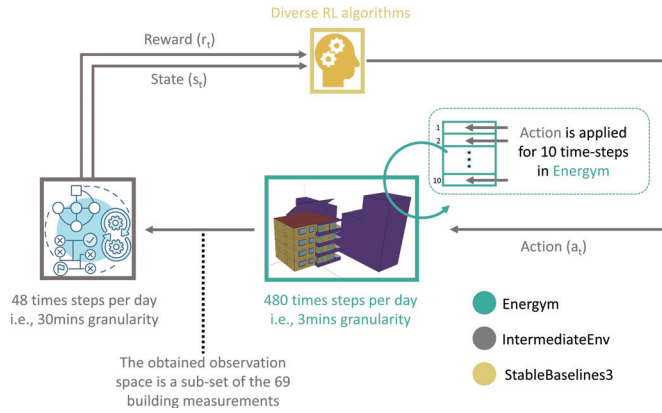 Diverse RL algorithms
Reward (rt)
State (st)
1
2
10
Action is applied
for 10 time-steps
in Energym
Action (at)
48 times steps per day
i.e., 30mins granularity
480 times steps per day
i.e., 3mins granularity
The obtained observation
space is a sub-set of the 69
building measurements
Energym
IntermediateEnv
StableBaselines3